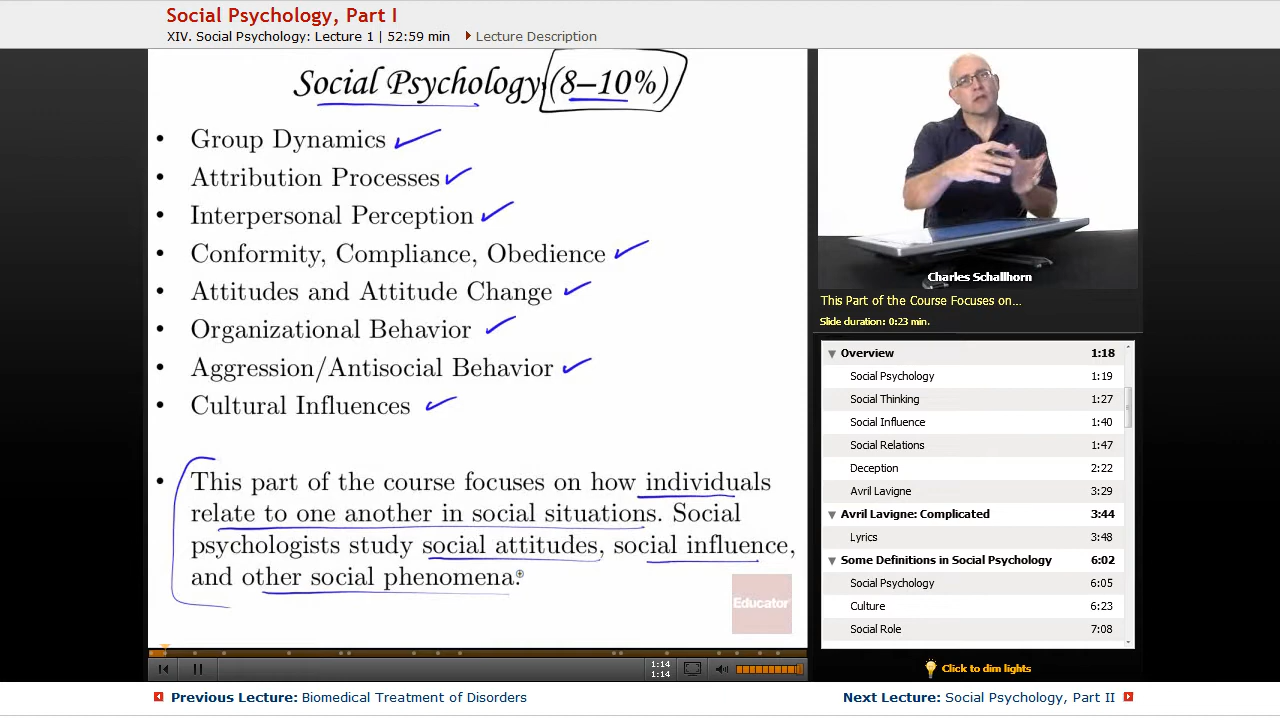 Social Psychology, Part I
XIV. Social Psychology: Lecture 1 | 52:59 min
Lecture Description
Social Psychology (8–10%)
• Group Dynamics
• Attribution Processes
• Interpersonal Perception
• Conformity, Compliance, Obedience
• Attitudes and Attitude Change
• Organizational Behavior
• Aggression/Antisocial Behavior
• Cultural Influences
• This part of the course focuses on how individuals
relate to one another in social situations. Social
psychologists study social attitudes, social influence,
and other social phenomena.
Educator
1:14
1:14
Charles Schallhorn
This Part of the Course Focuses on...
Slide duration: 0:23 min.
Overview 1:18
Social Psychology 1:19
Social Thinking 1:27
Social Influence 1:40
Social Relations 1:47
Deception 2:22
Avril Lavigne 3:29
Avril Lavigne: Complicated 3:44
Lyrics 3:48
Some Definitions in Social Psychology 6:02
Social Psychology 6:05
Culture 6:23
Social Role 7:08
Click to dim lights
Previous Lecture: Biomedical Treatment of Disorders
Next Lecture: Social Psychology, Part II